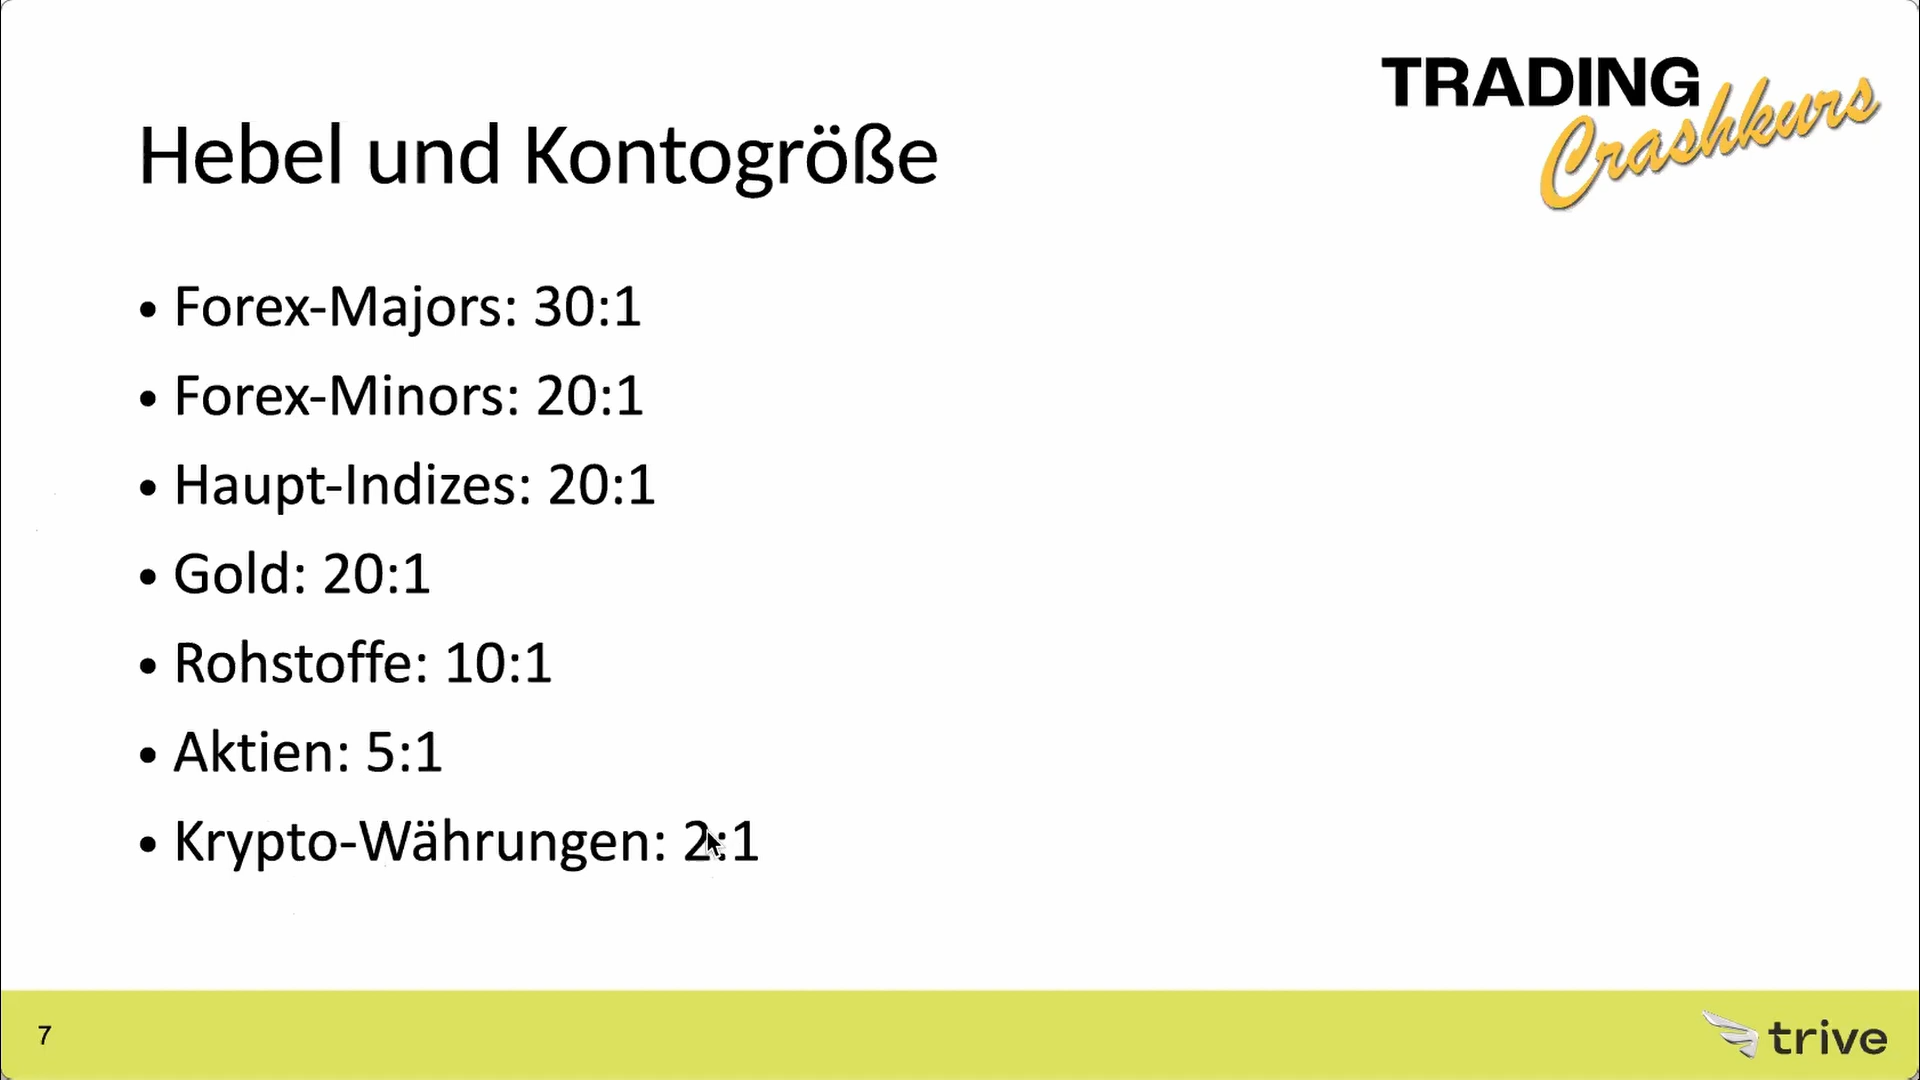 TRADING
Crashkurs
Hebel und Kontogröße
• Forex-Majors: 30:1
• Forex-Minors: 20:1
• Haupt-Indizes: 20:1
• Gold: 20:1
• Rohstoffe: 10:1
• Aktien: 5:1
• Krypto-Währungen: 2:1
7
trive